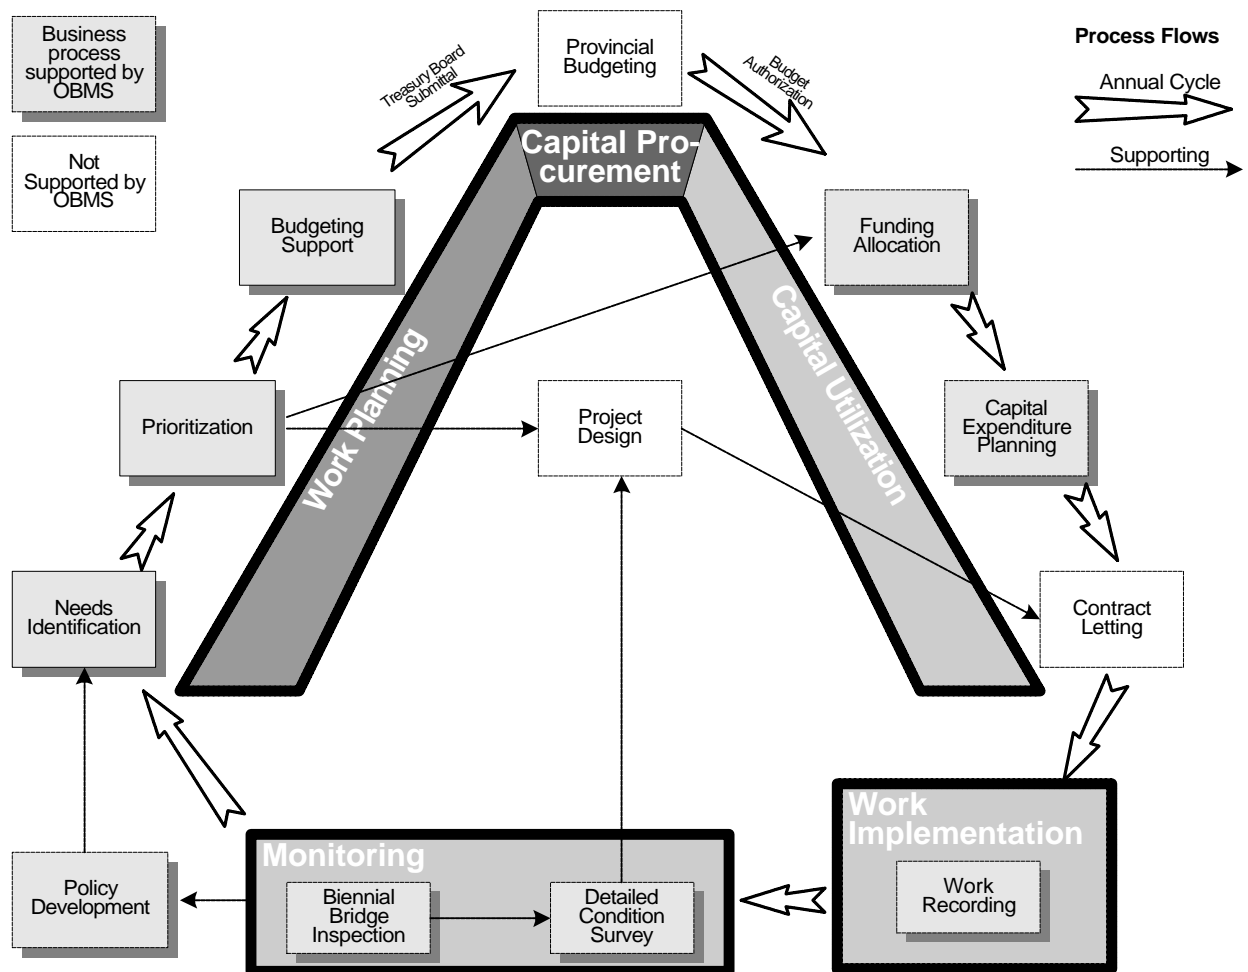 Business
process
supported by
OBMS
Not
Supported by
OBMS
Treasury Board
Submittal
Provincial
Budgeting
Budget
Authorization
Process Flows
Annual Cycle
Supporting
Capital Pro-
curement
Budgeting
Support
Funding
Allocation
Work Planning
Capital Utilization
Prioritization
Project
Design
Capital
Expenditure
Planning
Needs
Identification
Contract
Letting
Work
Implementation
Work
Recording
Monitoring
Policy
Development
Biennial
Bridge
Inspection
Detailed
Condition
Survey